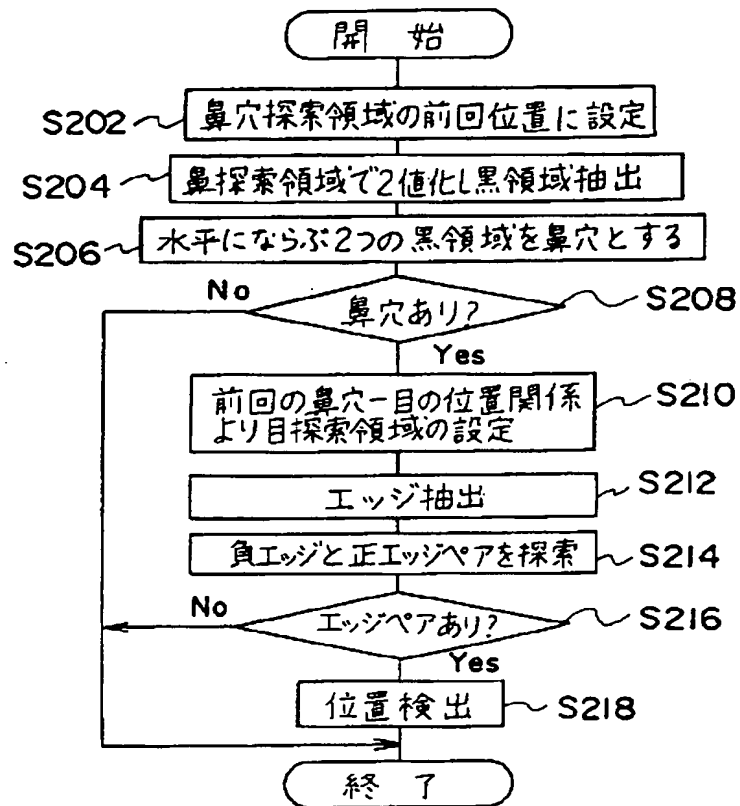 開始
S202
鼻穴探索領域の前回位置に設定
S204
鼻探索領域で2値化し黒領域抽出
S206
水平にならぶ2つの黒領域を鼻穴とする
No
鼻穴あり?
S208
Yes
前回の鼻穴一目の位置関係
より目探索領域の設定
S210
エッジ抽出
S212
負エッジと正エッジペアを探索
S214
No
エッジペアあり?
S216
Yes
位置検出
S218
終了